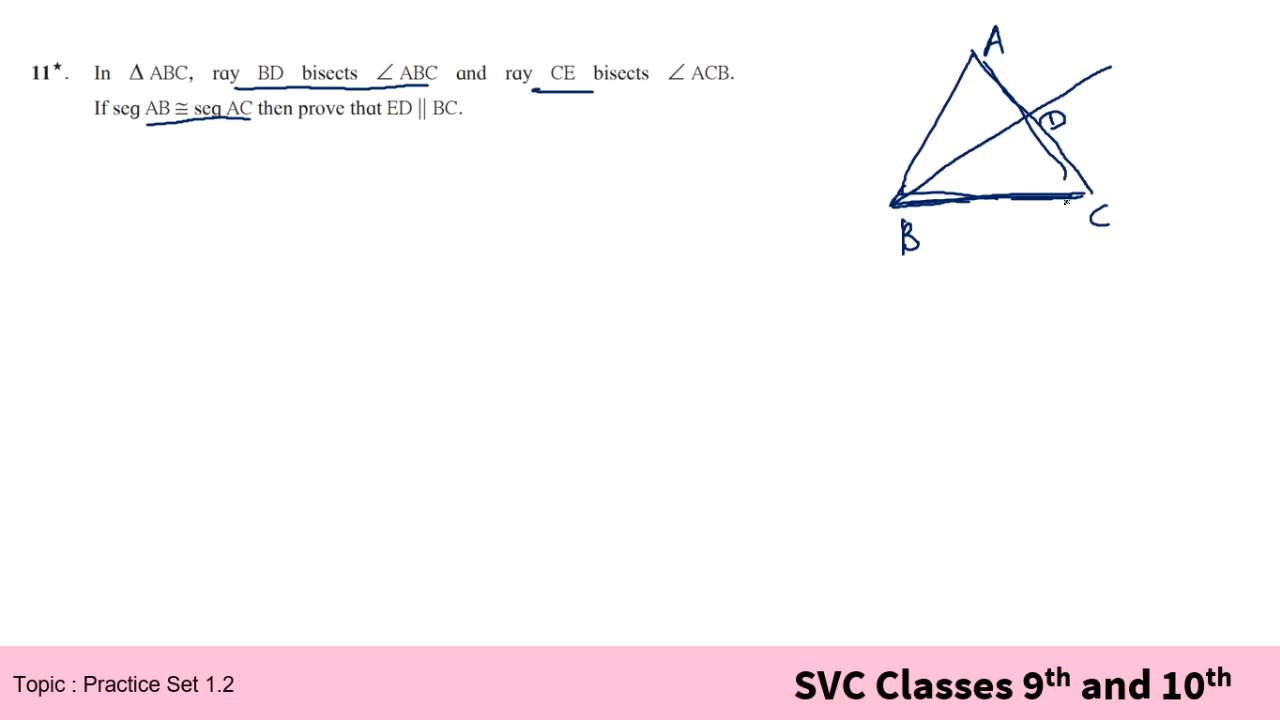 11★. In Δ ABC, ray BD bisects ∠ ABC and ray CE bisects ∠ ACB.
If seg AB ≅ seg AC then prove that ED || BC.
A
D
B
C
Topic : Practice Set 1.2
SVC Classes 9th and 10th